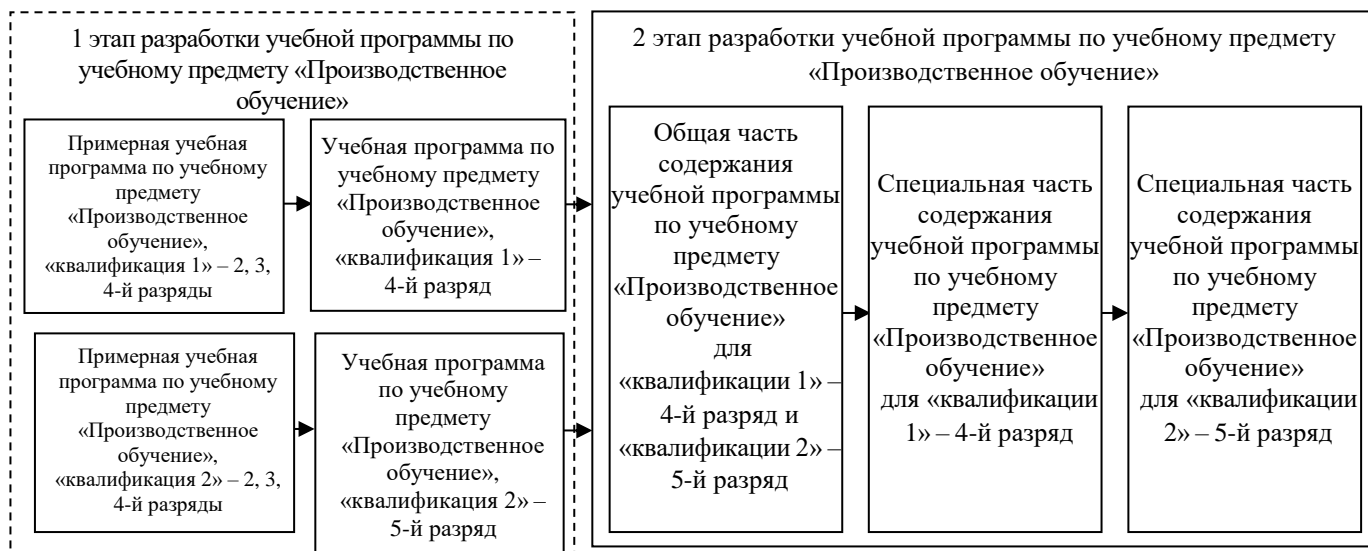 1 этап разработки учебной программы по
учебному предмету «Производственное
обучение»
Примерная учебная
программа по учебному
предмету
«Производственное
обучение»,
«квалификация 1» – 2, 3,
4-й разряды
Учебная программа по
учебному предмету
«Производственное
обучение»,
«квалификация 1» –
4-й разряд
Примерная учебная
программа по учебному
предмету
«Производственное
обучение»,
«квалификация 2» – 2, 3,
4-й разряды
Учебная программа
по учебному
предмету
«Производственное
обучение»,
«квалификация 2» –
5-й разряд
2 этап разработки учебной программы по учебному предмету
«Производственное обучение»
Общая часть
содержания
учебной программы
по учебному
предмету
«Производственное
обучение»
для
«квалификации 1» –
4-й разряд и
«квалификации 2» –
5-й разряд
Специальная часть
содержания
учебной программы
по учебному
предмету
«Производственное
обучение»
для «квалификации
1» – 4-й разряд
Специальная часть
содержания
учебной программы
по учебному
предмету
«Производственное
обучение»
для «квалификации
2» – 5-й разряд